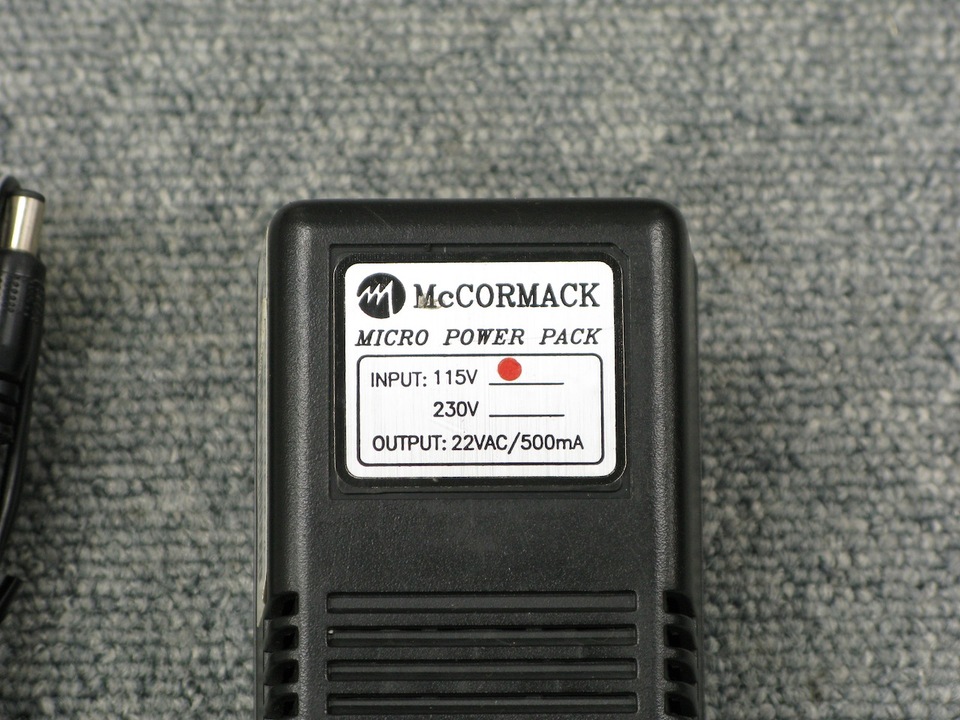 McCORMACK
MICRO POWER PACK
INPUT: 115V
230V
OUTPUT: 22VAC/500mA